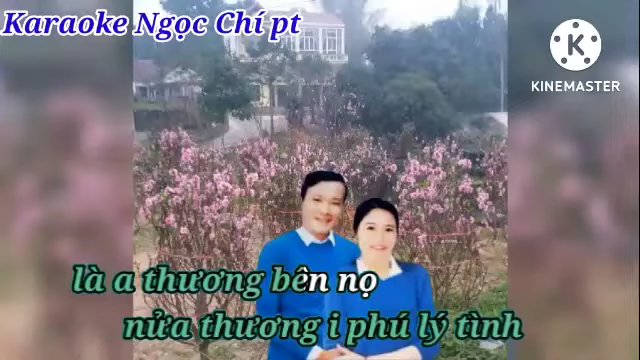 Karaoke Ngọc Chí pt
KINEMASTER
là a thương bên nọ
nửa thương i phú lý tình